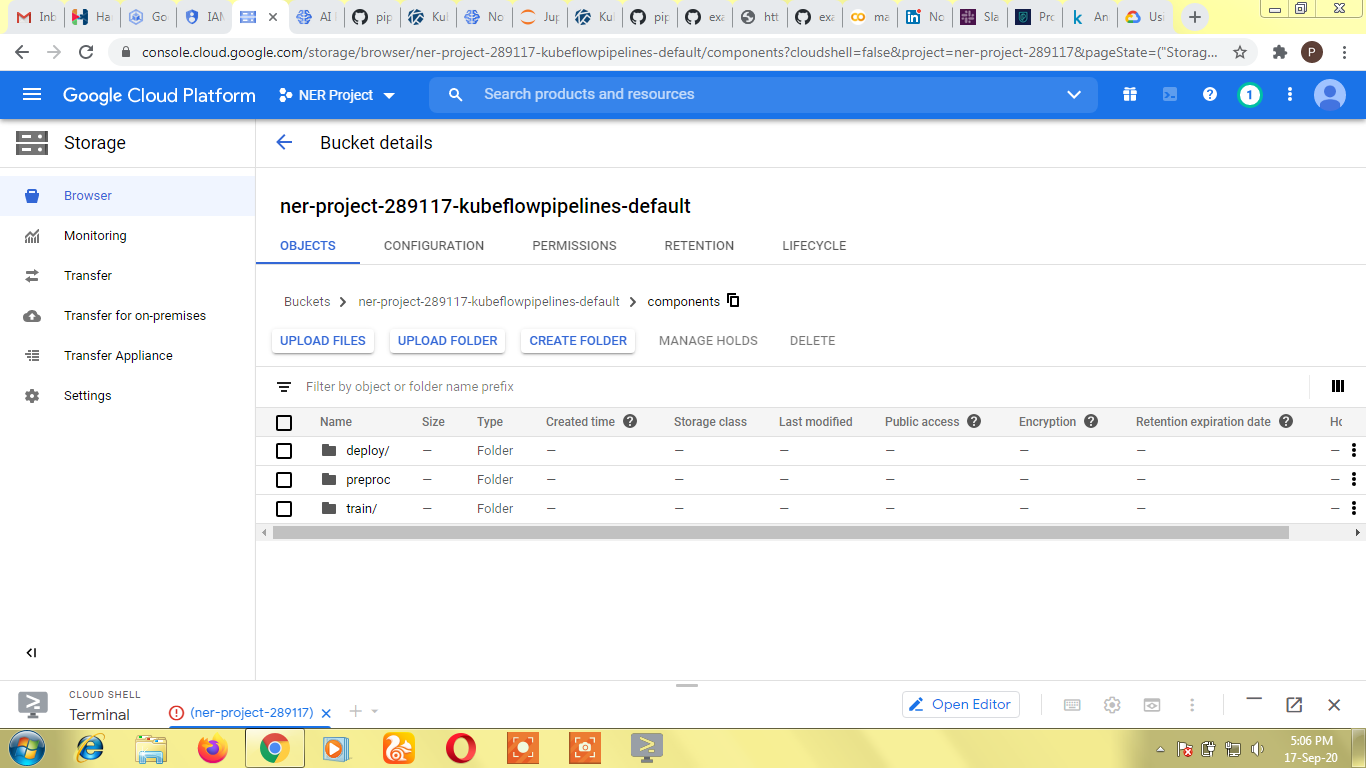 Inb Ha Go IAM AI pip Kul No Jup Kul pip exa htt exa ma No Sla Pro An Usi
console.cloud.google.com/storage/browser/ner-project-289117-kubeflowpipelines-default/components?cloudshell=false&project=ner-project-289117&pageState=("Storag... P
Google Cloud Platform NER Project Search products and resources 1
Storage Bucket details
Browser
Monitoring
Transfer
Transfer for on-premises
Transfer Appliance
Settings
ner-project-289117-kubeflowpipelines-default
OBJECTS CONFIGURATION PERMISSIONS RETENTION LIFECYCLE
Buckets > ner-project-289117-kubeflowpipelines-default > components
UPLOAD FILES UPLOAD FOLDER CREATE FOLDER MANAGE HOLDS DELETE
Filter by object or folder name prefix
Name Size Type Created time Storage class Last modified Public access Encryption Retention expiration date Ho
deploy/ — Folder — — — — — — —
preproc — Folder — — — — — — —
train/ — Folder — — — — — — —
CLOUD SHELL
Terminal (ner-project-289117) Open Editor
5:06 PM
17-Sep-20